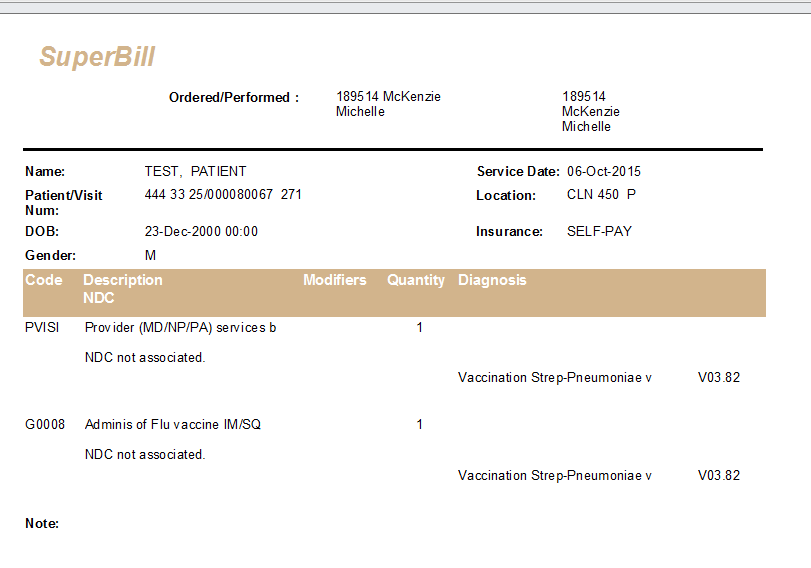 SuperBill
Ordered/Performed : 189514 McKenzie 189514
Michelle McKenzie
Michelle
Name: TEST, PATIENT Service Date: 06-Oct-2015
Patient/Visit 444 33 25/000080067 271 Location: CLN 450 P
Num:
DOB: 23-Dec-2000 00:00 Insurance: SELF-PAY
Gender: M
Code Description Modifiers Quantity Diagnosis
NDC
PVISI Provider (MD/NP/PA) services b 1
NDC not associated.
Vaccination Strep-Pneumoniae v V03.82
G0008 Adminis of Flu vaccine IM/SQ 1
NDC not associated.
Vaccination Strep-Pneumoniae v V03.82
Note: